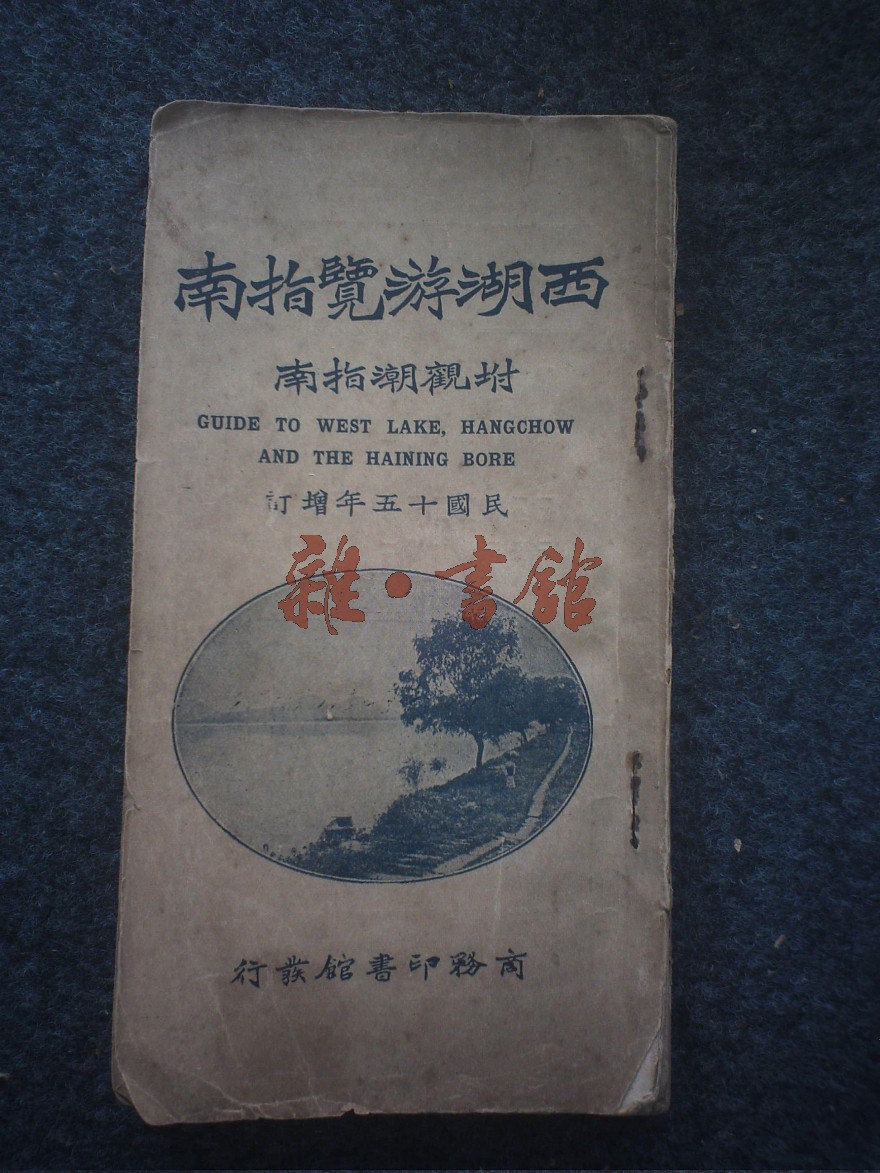 西湖游覽指南
坿觀潮指南
GUIDE TO WEST LAKE, HANGCHOW
AND THE HAINING BORE
民國十五年增訂
雜·書館
商務印書館發行